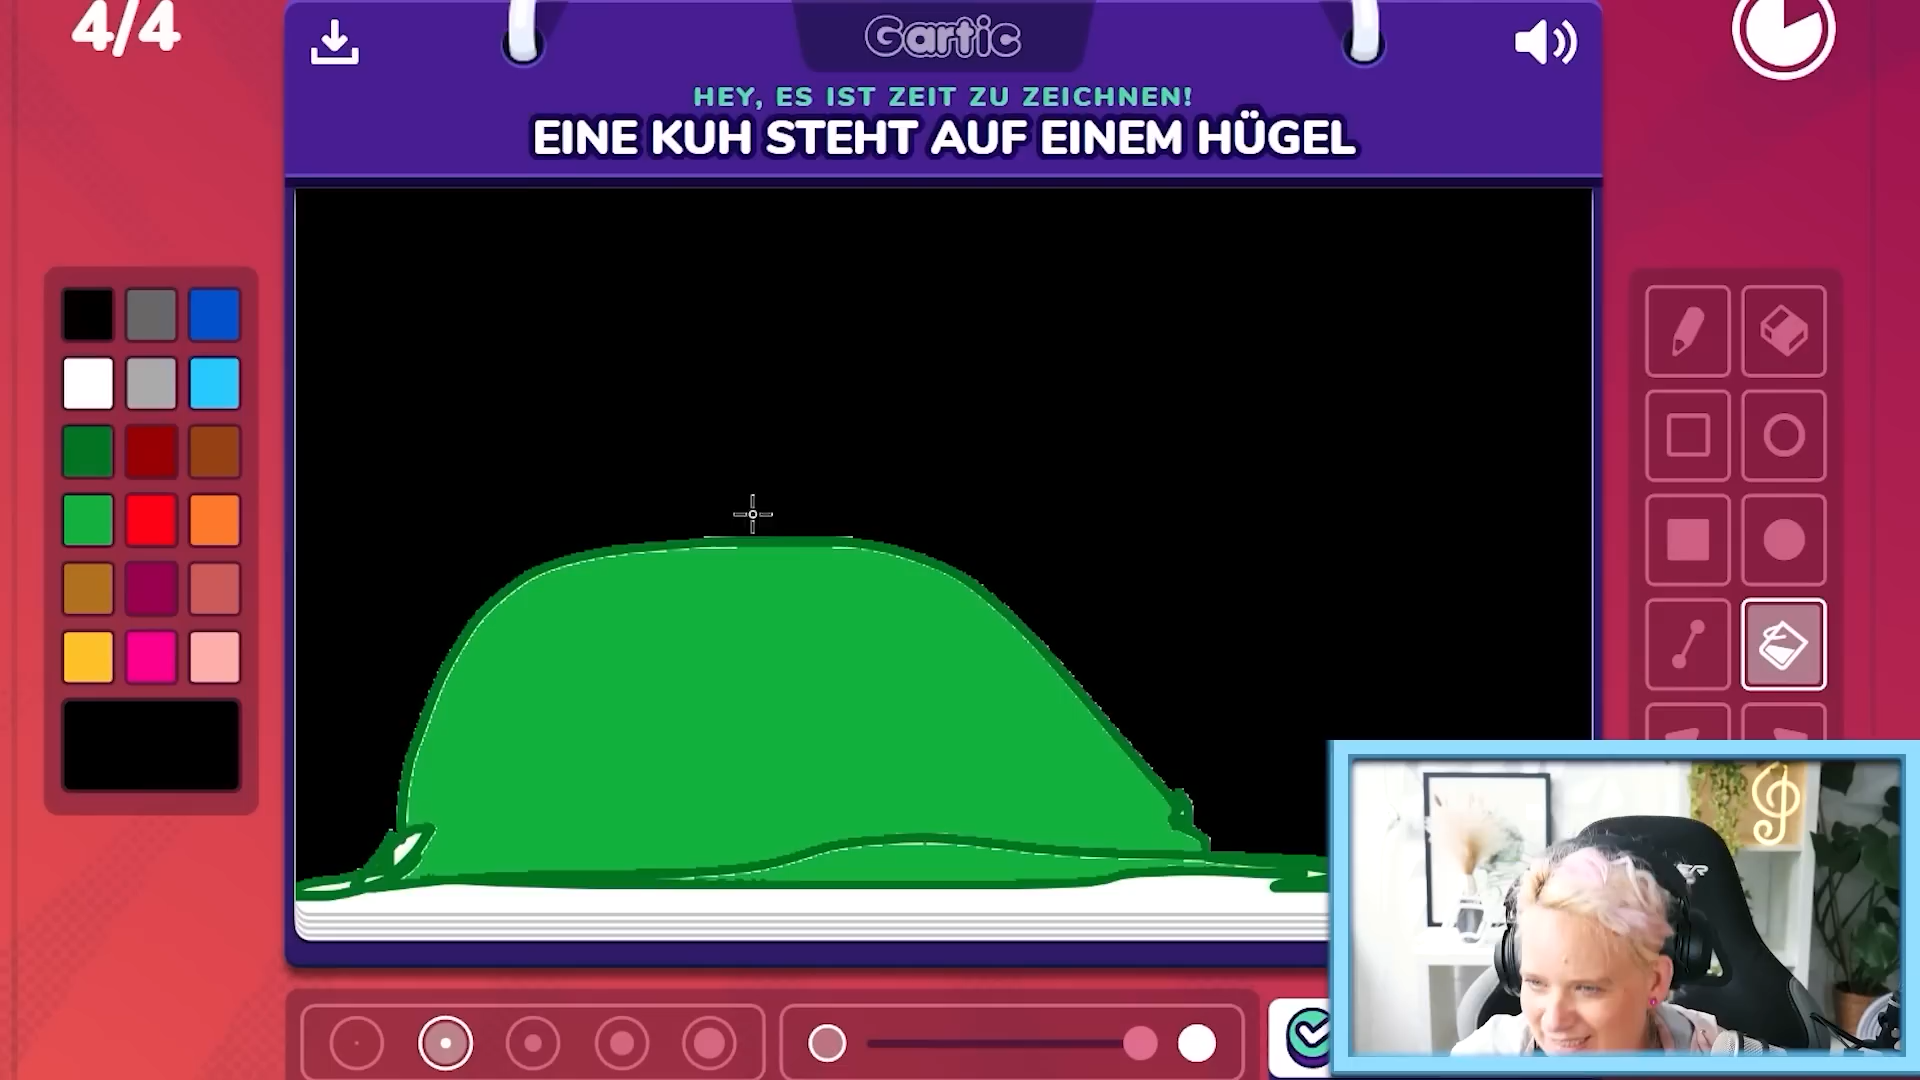 4/4
Gartic
HEY, ES IST ZEIT ZU ZEICHNEN!
EINE KUH STEHT AUF EINEM HÜGEL